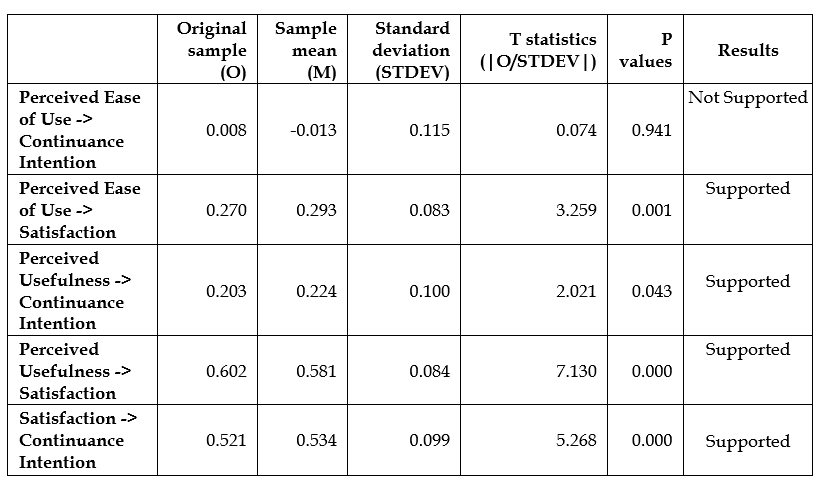 Original sample (O) Sample mean (M) Standard deviation (STDEV) T statistics (|O/STDEV|) P values Results
Perceived Ease of Use -> Continuance Intention 0.008 -0.013 0.115 0.074 0.941 Not Supported
Perceived Ease of Use -> Satisfaction 0.270 0.293 0.083 3.259 0.001 Supported
Perceived Usefulness -> Continuance Intention 0.203 0.224 0.100 2.021 0.043 Supported
Perceived Usefulness -> Satisfaction 0.602 0.581 0.084 7.130 0.000 Supported
Satisfaction -> Continuance Intention 0.521 0.534 0.099 5.268 0.000 Supported